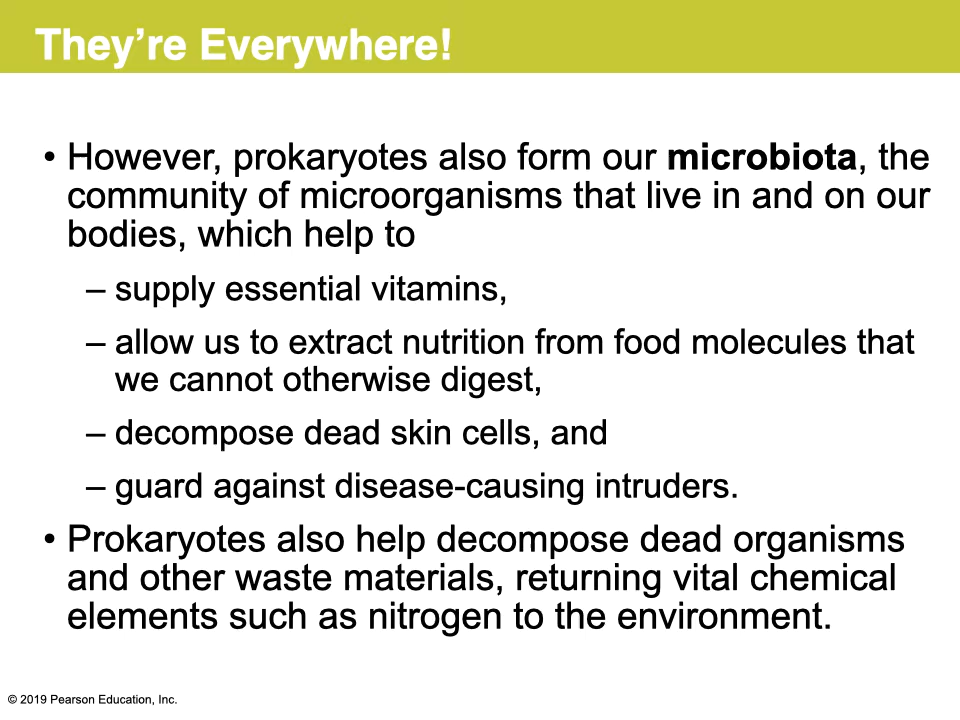 They’re Everywhere!
• However, prokaryotes also form our microbiota, the
community of microorganisms that live in and on our
bodies, which help to
– supply essential vitamins,
– allow us to extract nutrition from food molecules that
we cannot otherwise digest,
– decompose dead skin cells, and
– guard against disease-causing intruders.
• Prokaryotes also help decompose dead organisms
and other waste materials, returning vital chemical
elements such as nitrogen to the environment.
© 2019 Pearson Education, Inc.